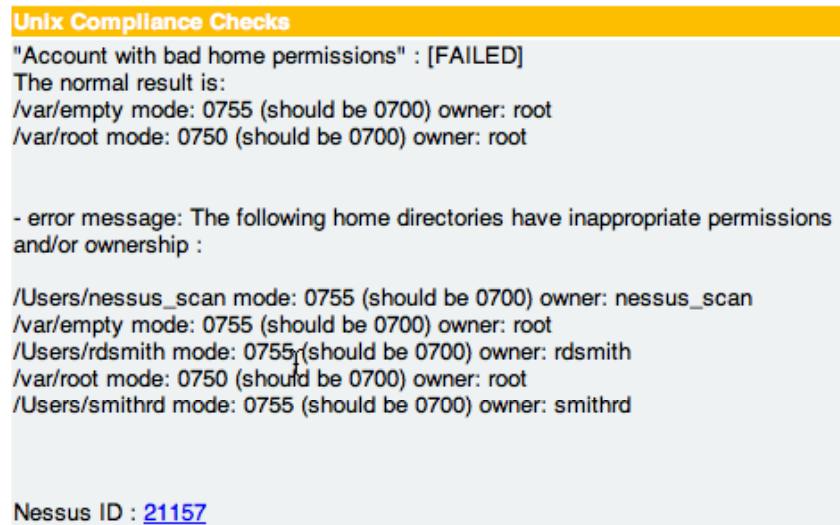 Unix Compliance Checks
"Account with bad home permissions" : [FAILED]
The normal result is:
/var/empty mode: 0755 (should be 0700) owner: root
/var/root mode: 0750 (should be 0700) owner: root
- error message: The following home directories have inappropriate permissions
and/or ownership :
/Users/nessus_scan mode: 0755 (should be 0700) owner: nessus_scan
/var/empty mode: 0755 (should be 0700) owner: root
/Users/rdsmith mode: 0755 (should be 0700) owner: rdsmith
/var/root mode: 0750 (should be 0700) owner: root
/Users/smithrd mode: 0755 (should be 0700) owner: smithrd
Nessus ID : 21157